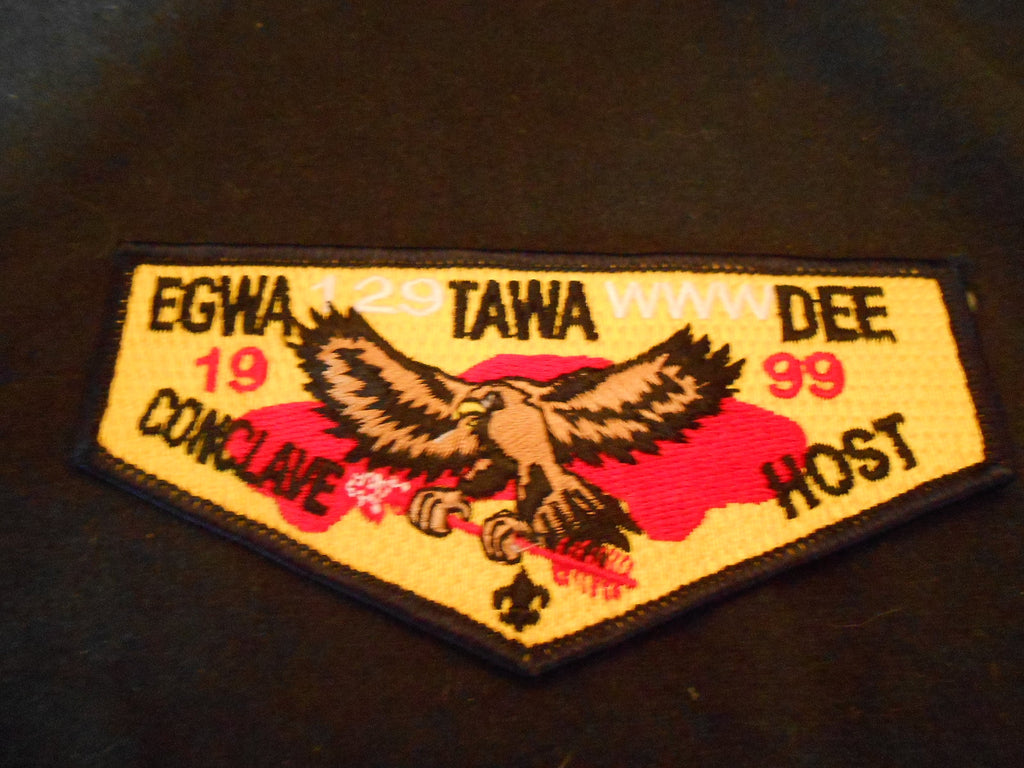 EGWA 129 TAWA WWW DEE
19 99
CONCLAVE HOST